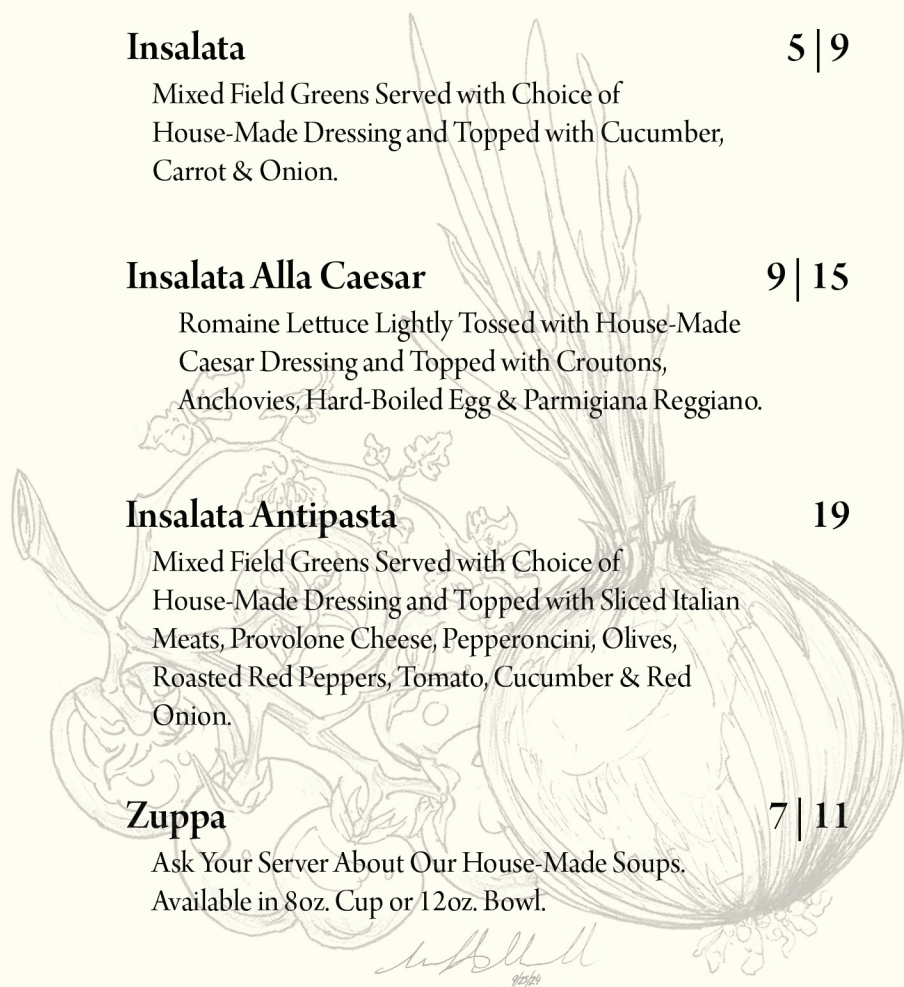 Insalata 5|9
Mixed Field Greens Served with Choice of
House-Made Dressing and Topped with Cucumber,
Carrot & Onion.
Insalata Alla Caesar 9|15
Romaine Lettuce Lightly Tossed with House-Made
Caesar Dressing and Topped with Croutons,
Anchovies, Hard-Boiled Egg & Parmigiana Reggiano.
Insalata Antipasta 19
Mixed Field Greens Served with Choice of
House-Made Dressing and Topped with Sliced Italian
Meats, Provolone Cheese, Pepperoncini, Olives,
Roasted Red Peppers, Tomato, Cucumber & Red
Onion.
Zuppa 7|11
Ask Your Server About Our House-Made Soups.
Available in 8oz. Cup or 12oz. Bowl.
9/25/24